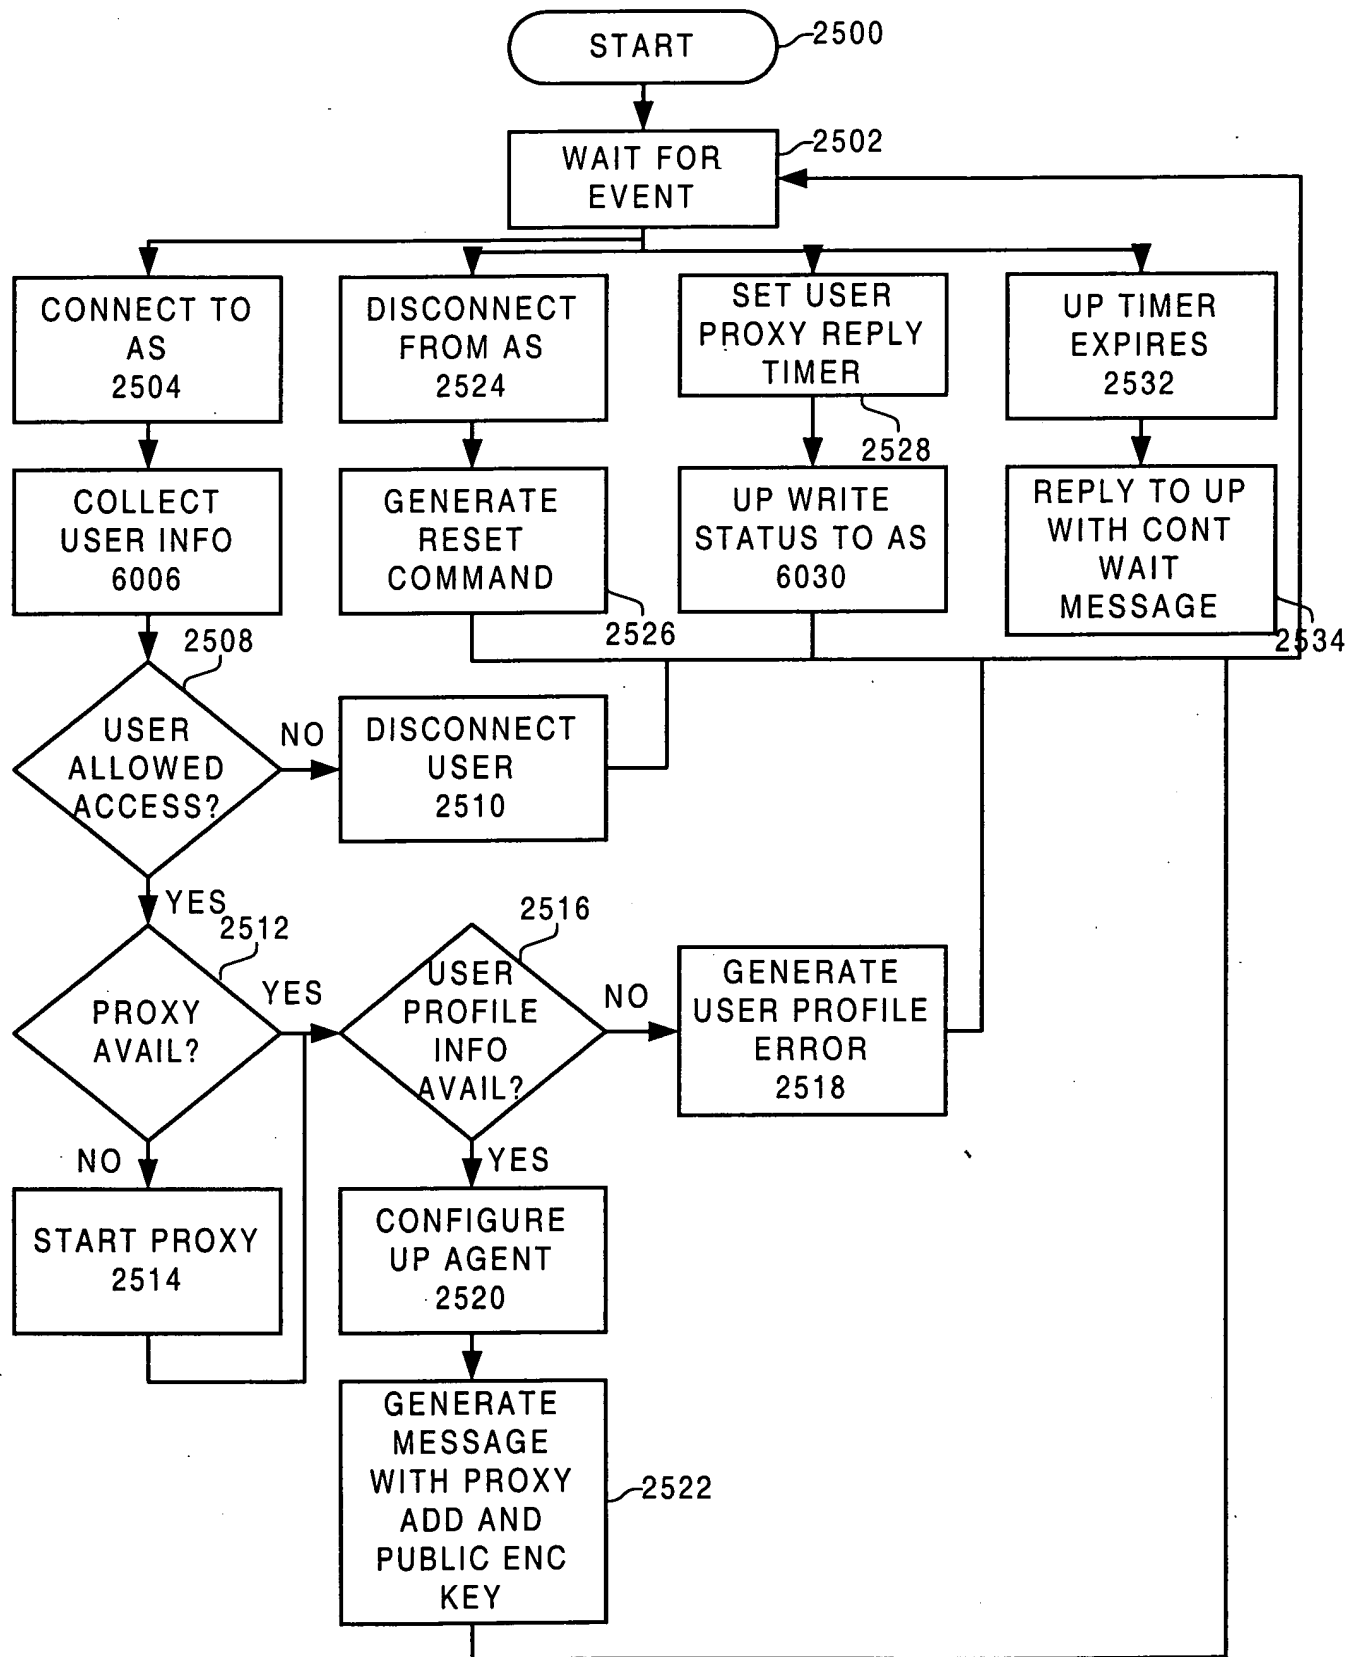 START
2500
WAIT FOR
EVENT
2502
CONNECT TO
AS
2504
DISCONNECT
FROM AS
2524
SET USER
PROXY REPLY
TIMER
2528
UP TIMER
EXPIRES
2532
COLLECT
USER INFO
6006
GENERATE
RESET
COMMAND
2526
UP WRITE
STATUS TO AS
6030
REPLY TO UP
WITH CONT
WAIT
MESSAGE
2534
2508
USER
ALLOWED
ACCESS?
NO
DISCONNECT
USER
2510
YES
2512
PROXY
AVAIL?
YES
2516
USER
PROFILE
INFO
AVAIL?
NO
GENERATE
USER PROFILE
ERROR
2518
NO
YES
START PROXY
2514
CONFIGURE
UP AGENT
2520
GENERATE
MESSAGE
WITH PROXY
ADD AND
PUBLIC ENC
KEY
2522